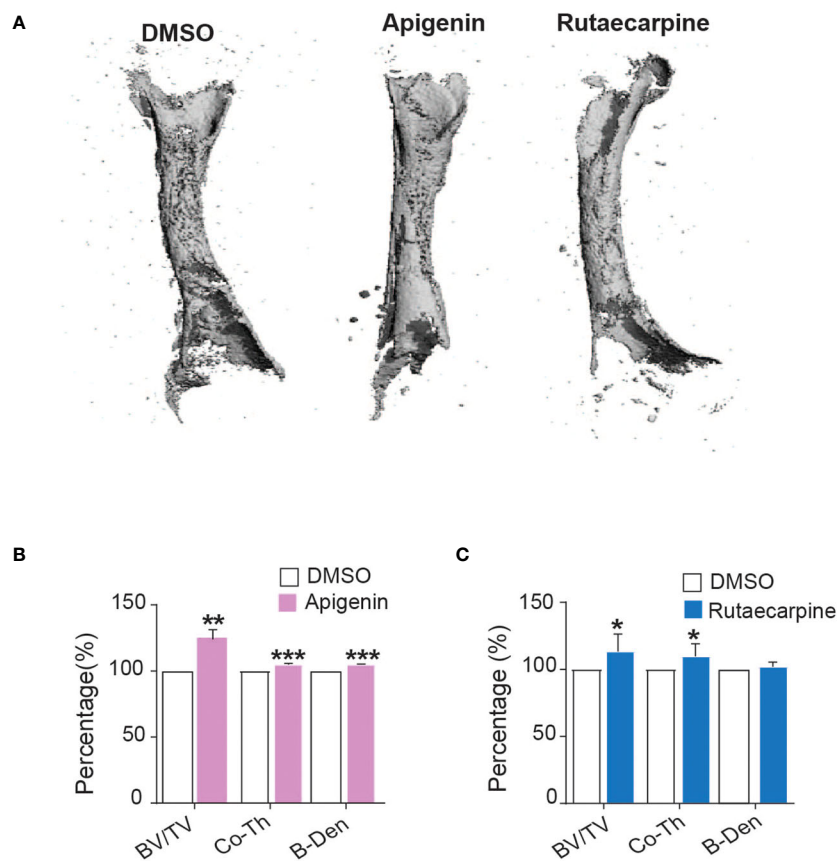 A
DMSO
Apigenin
Rutaecarpine
B
DMSO
Apigenin
Percentage(%)
150
100
50
0
**
***
***
BV/TV
Co-Th
B-Den
C
DMSO
Rutaecarpine
Percentage (%)
150
100
50
0
*
*
BV/TV
Co-Th
B-Den